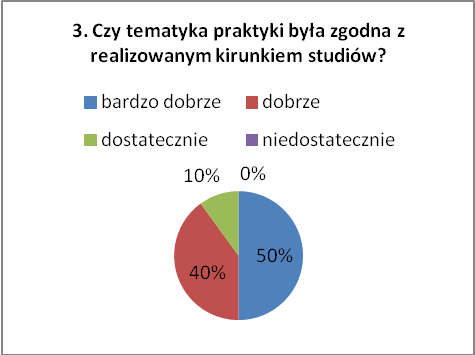 3. Czy tematyka praktyki była zgodna z
realizowanym kirunkiem studiów?
bardzo dobrze dobrze
dostatecznie niedostatecznie
10% 0%
50%
40%